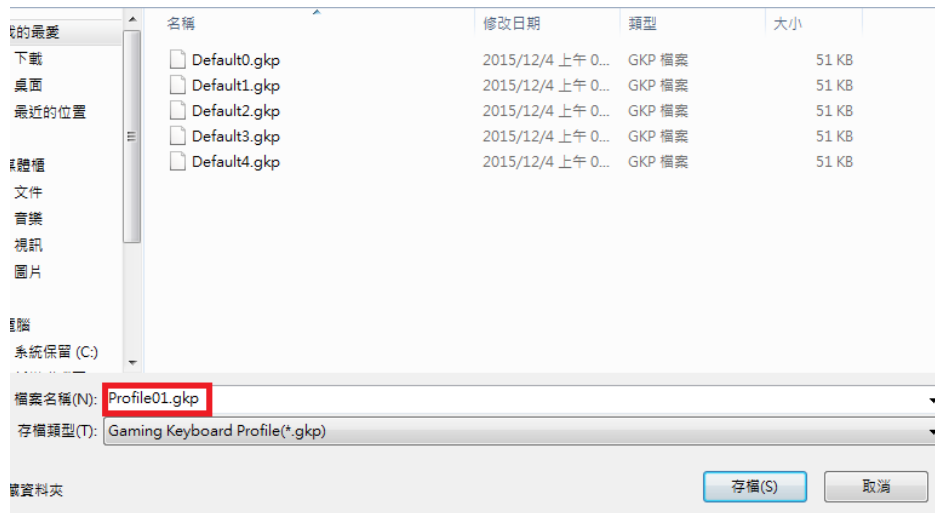 名稱 修改日期 類型 大小
我的最愛
下載
桌面
最近的位置
媒體櫃
文件
音樂
視訊
圖片
電腦
系統保留 (C:)
Default0.gkp 2015/12/4 上午 0... GKP 檔案 51 KB
Default1.gkp 2015/12/4 上午 0... GKP 檔案 51 KB
Default2.gkp 2015/12/4 上午 0... GKP 檔案 51 KB
Default3.gkp 2015/12/4 上午 0... GKP 檔案 51 KB
Default4.gkp 2015/12/4 上午 0... GKP 檔案 51 KB
檔案名稱(N): Profile01.gkp
存檔類型(T): Gaming Keyboard Profile(*.gkp)
藏資料夾 存檔(S) 取消